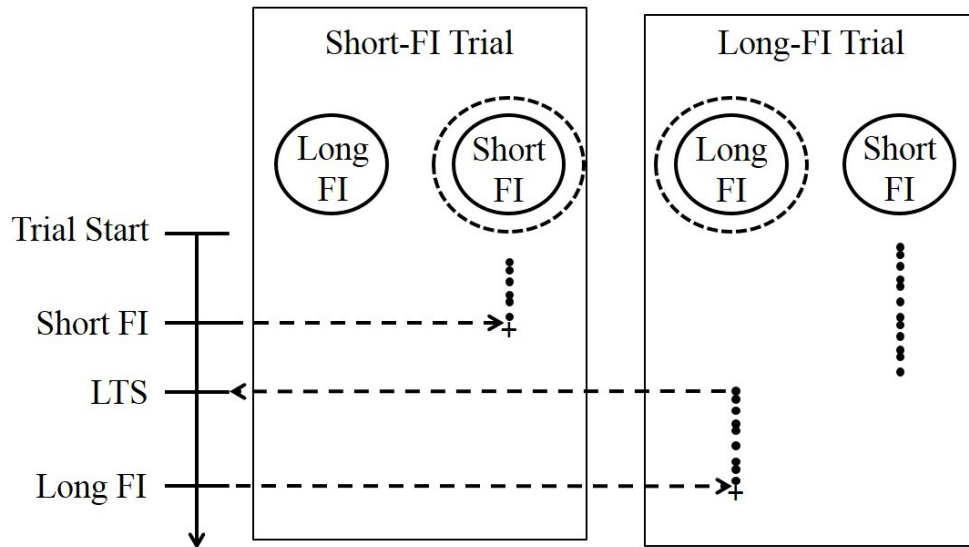 Short-FI Trial
Long-FI Trial
Long
FI
Short
FI
Long
FI
Short
FI
Trial Start
Short FI
LTS
Long FI
+
+